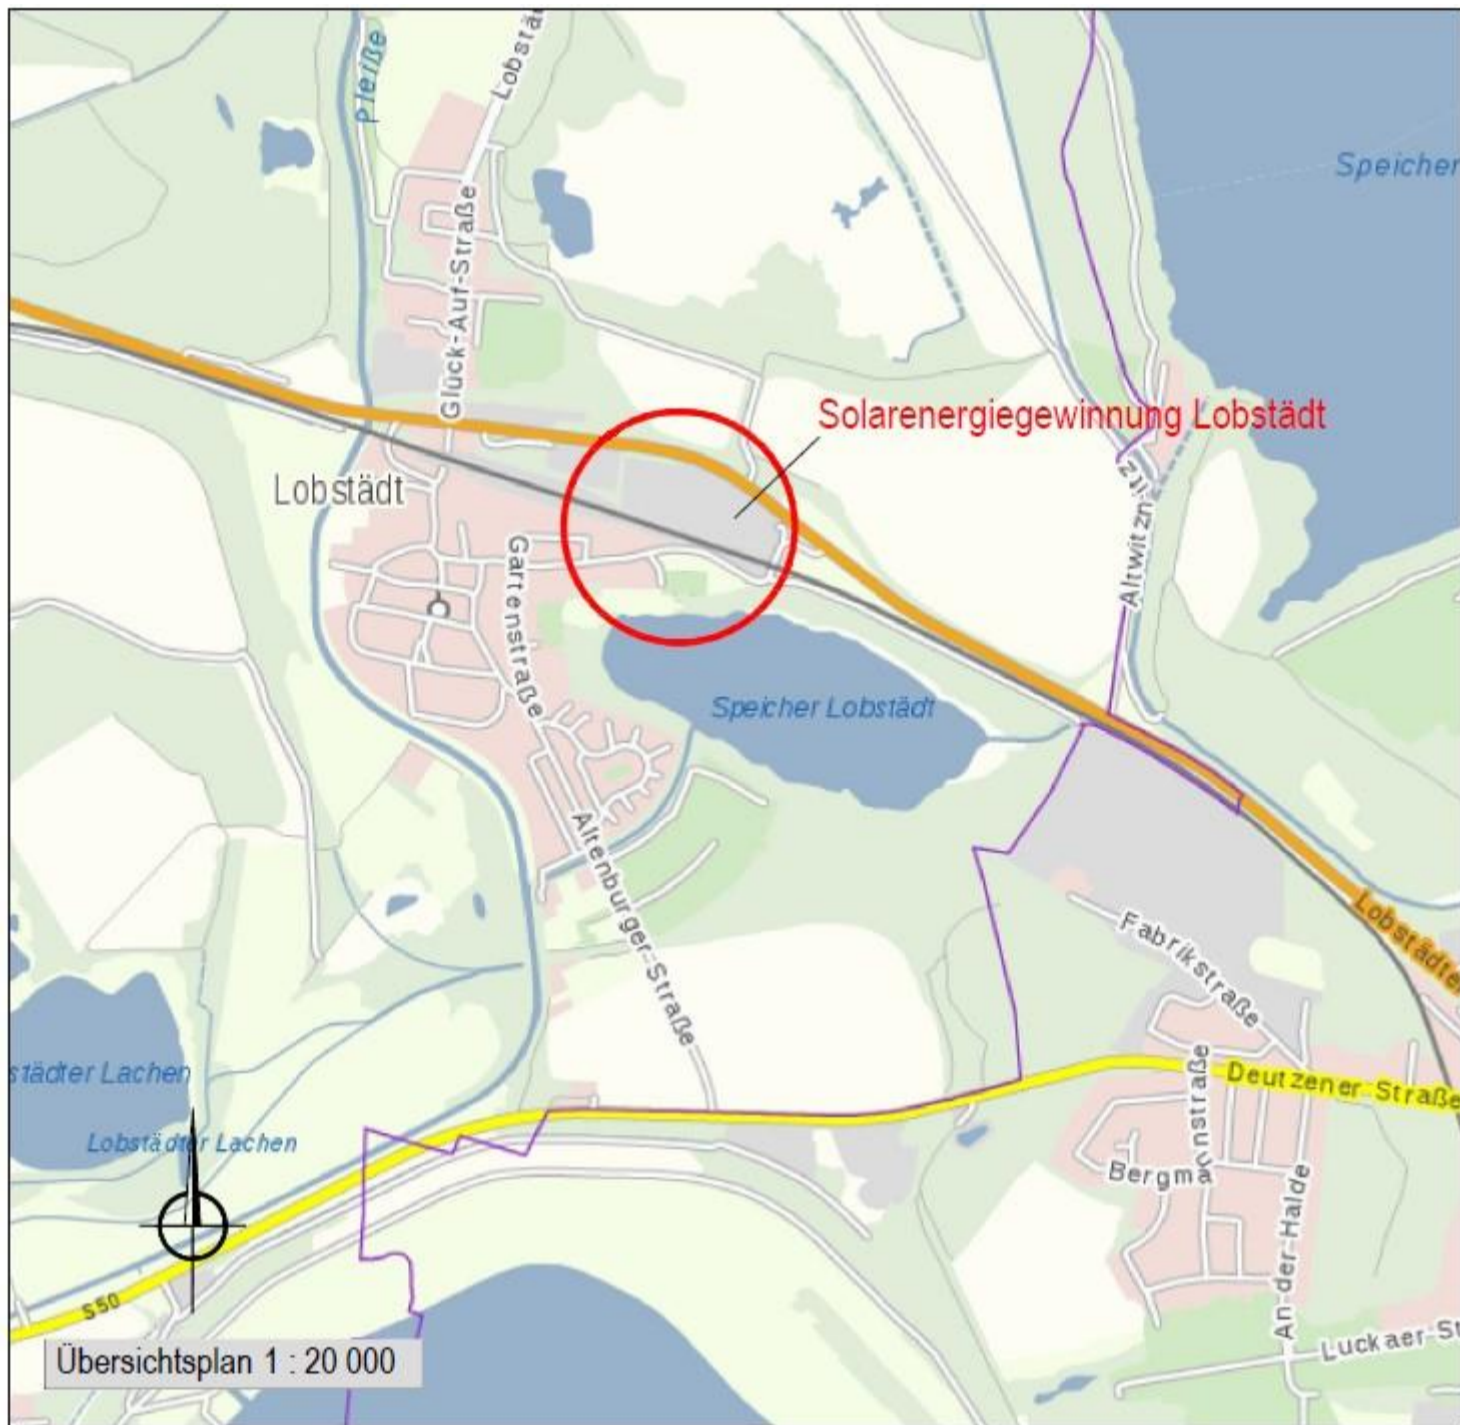 Pleiße
Lobstä
Speicher
Glück-Auf-Straße
Solarenergiegewinnung Lobstädt
Lobstädt
Altwitznitz
Gartenstraße
Speicher Lobstädt
Altenburger-Straße
Fabrikstraße
Lobstädter
städter Lachen
Deutzener-Straße
Lobstädter Lachen
Bergmannstraße
An-der-Halde
S50
Luckaer-St
Übersichtsplan 1 : 20 000